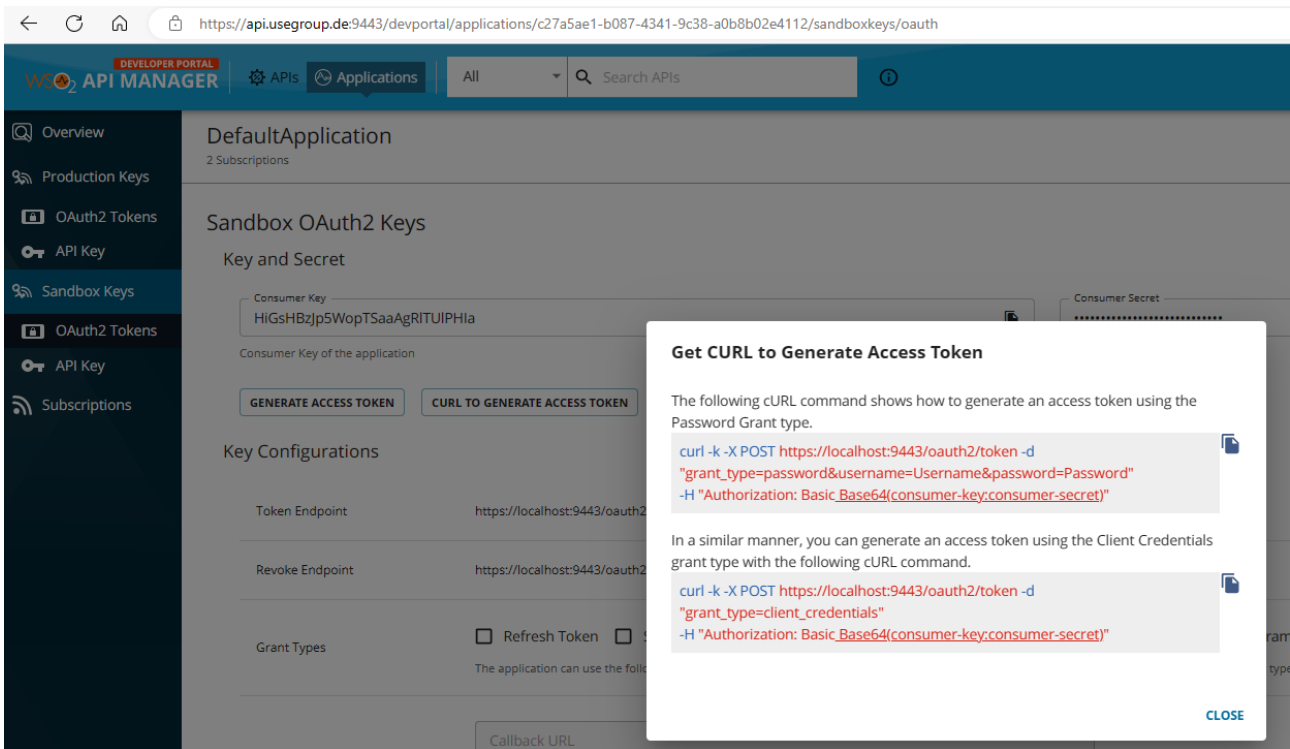 https://api.usegroup.de:9443/devportal/applications/c27a5ae1-b087-4341-9c38-a0b8b02e4112/sandboxkeys/oauth
DEVELOPER PORTAL
WSO2 API MANAGER
APIs
Applications
All
Search APIs
Overview
Production Keys
OAuth2 Tokens
API Key
Sandbox Keys
OAuth2 Tokens
API Key
Subscriptions
DefaultApplication
2 Subscriptions
Sandbox OAuth2 Keys
Key and Secret
Consumer Key
HiGsHBzJp5WopTSaaAgRlTUlPHIa
Consumer Secret
Consumer Key of the application
GENERATE ACCESS TOKEN
CURL TO GENERATE ACCESS TOKEN
Key Configurations
Token Endpoint
https://localhost:9443/oauth2
Revoke Endpoint
https://localhost:9443/oauth2
Grant Types
Refresh Token
The application can use the
Callback URL
Get CURL to Generate Access Token
The following cURL command shows how to generate an access token using the
Password Grant type.
curl -k -X POST https://localhost:9443/oauth2/token -d
"grant_type=password&username=Username&password=Password"
-H "Authorization: Basic Base64(consumer-key:consumer-secret)"
In a similar manner, you can generate an access token using the Client Credentials
grant type with the following cURL command.
curl -k -X POST https://localhost:9443/oauth2/token -d
"grant_type=client_credentials"
-H "Authorization: Basic Base64(consumer-key:consumer-secret)"
CLOSE